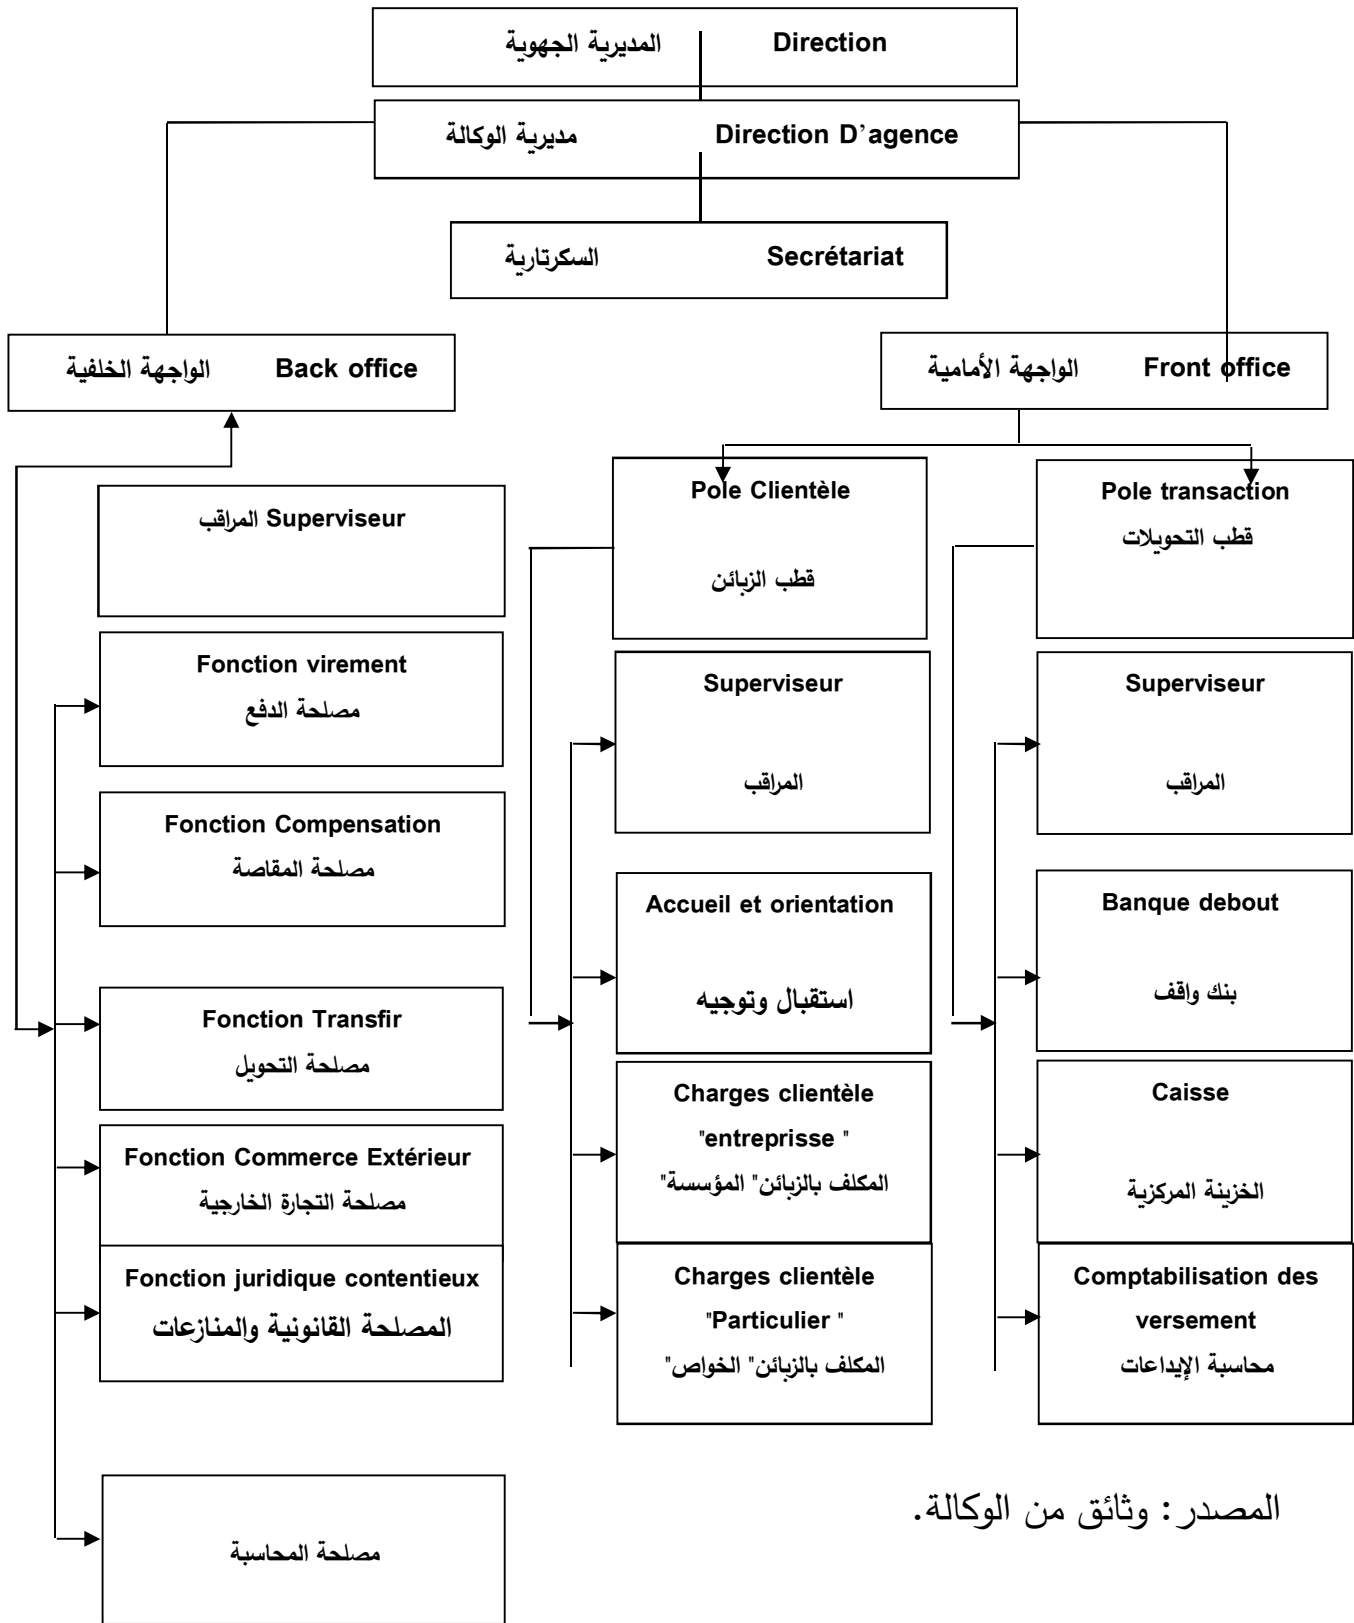 المديرية الجهوية Direction
مديرية الوكالة Direction D’agence
السكرتارية Secrétariat
الواجهة الخلفية Back office
الواجهة الأمامية Front office
المراقب Superviseur
Fonction virement
مصلحة الدفع
Fonction Compensation
مصلحة المقاصة
Fonction Transfir
مصلحة التحويل
Fonction Commerce Extérieur
مصلحة التجارة الخارجية
Fonction juridique contentieux
المصلحة القانونية والمنازعات
مصلحة المحاسبة
Pole Clientèle
قطب الزبائن
Superviseur
المراقب
Accueil et orientation
استقبال وتوجيه
Charges clientèle
"entreprisse "
المكلف بالزبائن" المؤسسة"
Charges clientèle
"Particulier "
المكلف بالزبائن" الخواص"
Pole transaction
قطب التحويلات
Superviseur
المراقب
Banque debout
بنك واقف
Caisse
الخزينة المركزية
Comptabilisation des
versement
محاسبة الإيداعات
المصدر: وثائق من الوكالة.